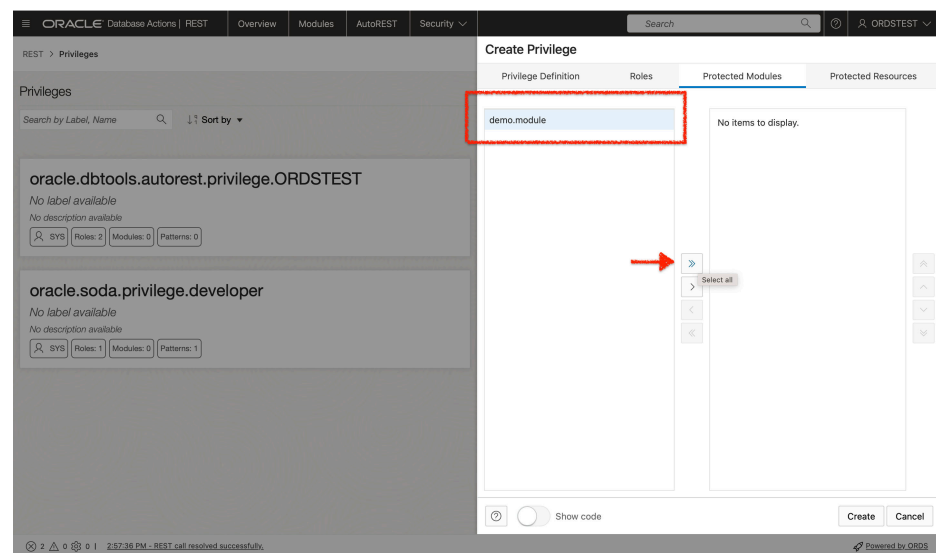 ORACLE Database Actions | REST
Overview
Modules
AutoREST
Security
Search
ORDSTEST
REST > Privileges
Privileges
Search by Label, Name
Sort by
oracle.dbtools.autorest.privilege.ORDSTEST
No label available
No description available
SYS Roles: 2 Modules: 0 Patterns: 0
oracle.soda.privilege.developer
No label available
No description available
SYS Roles: 1 Modules: 0 Patterns: 1
Create Privilege
Privilege Definition
Roles
Protected Modules
Protected Resources
demo.module
No items to display.
Select all
Show code
Create
Cancel
2 0 0 | 2:57:36 PM - REST call resolved successfully.
Powered by ORDS